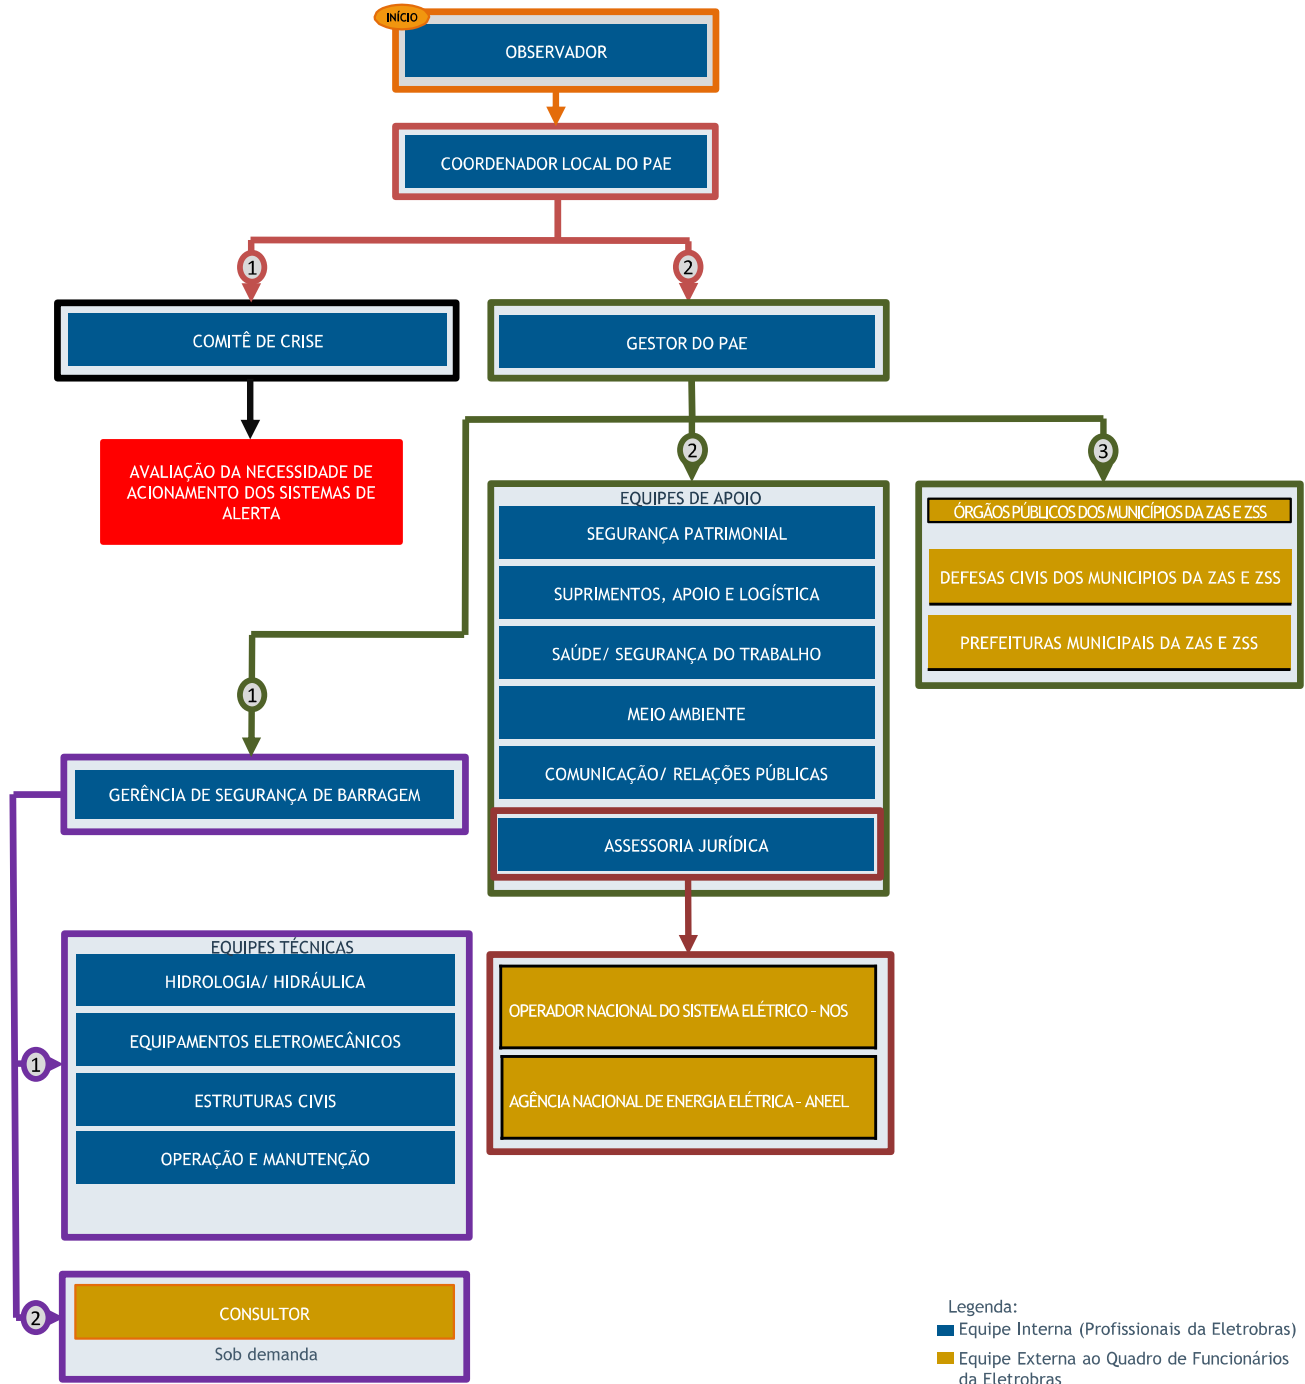 INÍCIO
OBSERVADOR
COORDENADOR LOCAL DO PAE
1
2
COMITÊ DE CRISE
GESTOR DO PAE
AVALIAÇÃO DA NECESSIDADE DE
ACIONAMENTO DOS SISTEMAS DE
ALERTA
2
3
EQUIPES DE APOIO
SEGURANÇA PATRIMONIAL
SUPRIMENTOS, APOIO E LOGÍSTICA
SAÚDE/ SEGURANÇA DO TRABALHO
MEIO AMBIENTE
COMUNICAÇÃO/ RELAÇÕES PÚBLICAS
ASSESSORIA JURÍDICA
ÓRGÃOS PÚBLICOS DOS MUNICÍPIOS DA ZAS E ZSS
DEFESAS CIVIS DOS MUNICIPIOS DA ZAS E ZSS
PREFEITURAS MUNICIPAIS DA ZAS E ZSS
1
GERÊNCIA DE SEGURANÇA DE BARRAGEM
EQUIPES TÉCNICAS
HIDROLOGIA/ HIDRÁULICA
EQUIPAMENTOS ELETROMECÂNICOS
1
ESTRUTURAS CIVIS
OPERAÇÃO E MANUTENÇÃO
OPERADOR NACIONAL DO SISTEMA ELÉTRICO – NOS
AGÊNCIA NACIONAL DE ENERGIA ELÉTRICA – ANEEL
2
CONSULTOR
Sob demanda
Legenda:
Equipe Interna (Profissionais da Eletrobras)
Equipe Externa ao Quadro de Funcionários
da Eletrobras